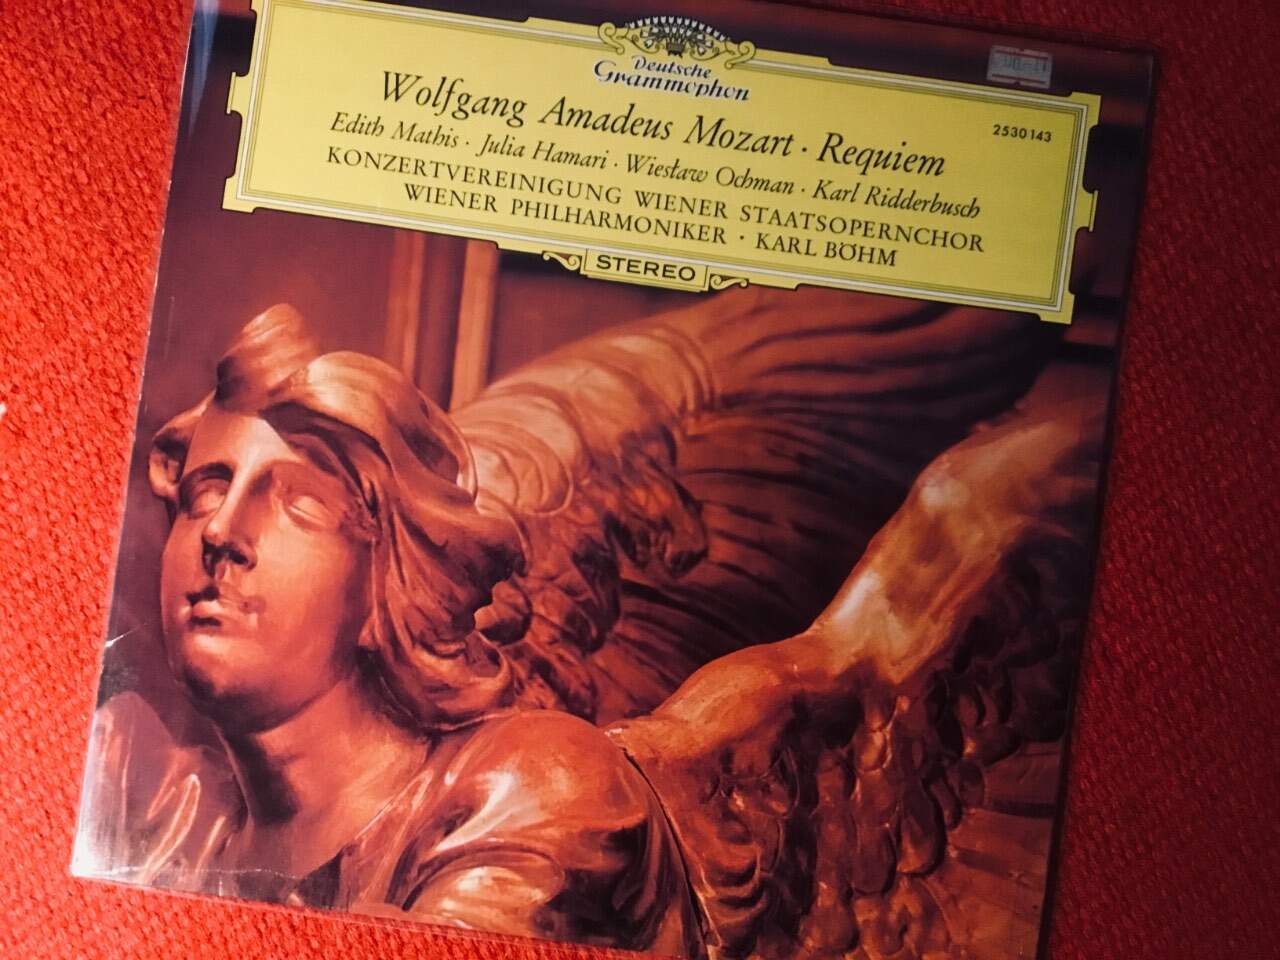 Deutsche
Grammophon
Wolfgang Amadeus Mozart · Requiem
2530 143
Edith Mathis · Julia Hamari · Wiesław Ochman · Karl Ridderbusch
KONZERTVEREINIGUNG WIENER STAATSOPERNCHOR
WIENER PHILHARMONIKER · KARL BÖHM
STEREO